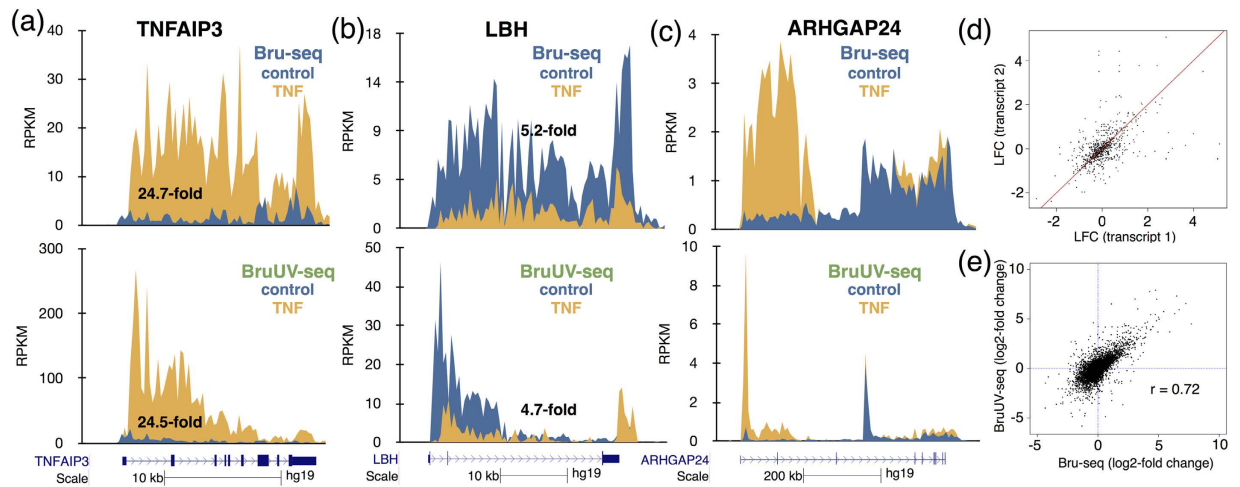 (a)
TNFAIP3
Bru-seq
control
TNF
RPKM
40
30
20
10
0
24.7-fold
BruUV-seq
control
TNF
RPKM
300
200
100
0
24.5-fold
TNFAIP3
Scale
10 kb
hg19
(b)
LBH
Bru-seq
control
TNF
RPKM
18
14
9
5
0
5.2-fold
BruUV-seq
control
TNF
RPKM
50
40
30
20
10
0
4.7-fold
LBH
Scale
10 kb
hg19
(c)
ARHGAP24
Bru-seq
control
TNF
RPKM
4
3
2
1
0
BruUV-seq
control
TNF
RPKM
10
8
6
4
2
0
ARHGAP24
Scale
200 kb
hg19
(d)
LFC (transcript 2)
4
2
0
-2
-2 0 2 4
LFC (transcript 1)
(e)
BruUV-seq (log2-fold change)
10
5
0
-5
r = 0.72
-5 0 5 10
Bru-seq (log2-fold change)